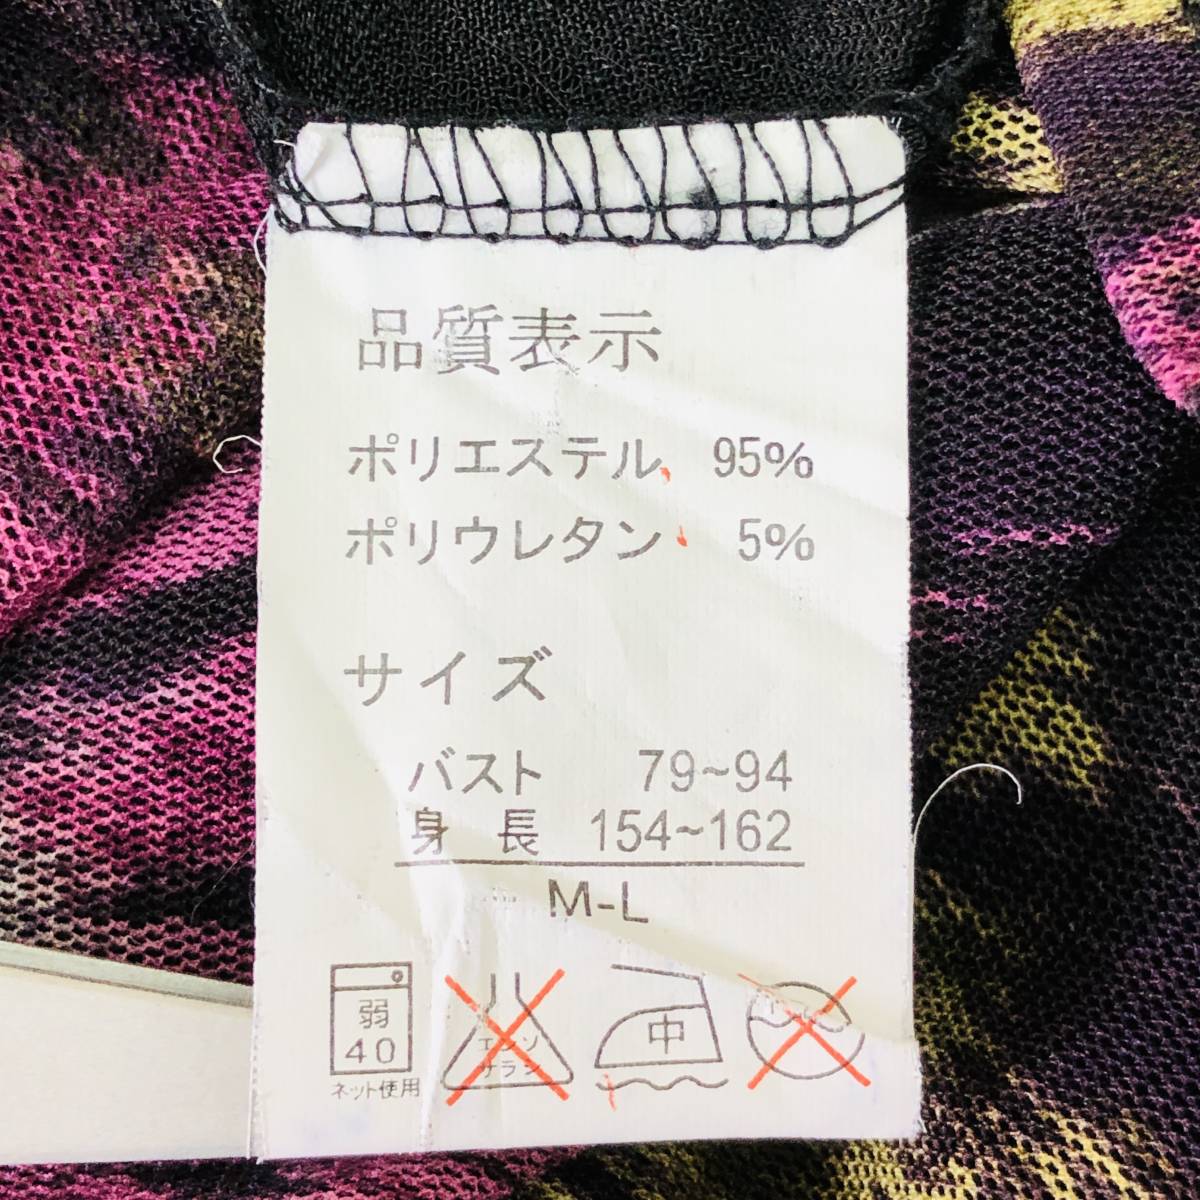 品質表示
ポリエステル 95%
ポリウレタン 5%
サイズ
バスト 79~94
身 長 154~162
M-L
弱
40
ネット使用
エンソ
サラシ
中